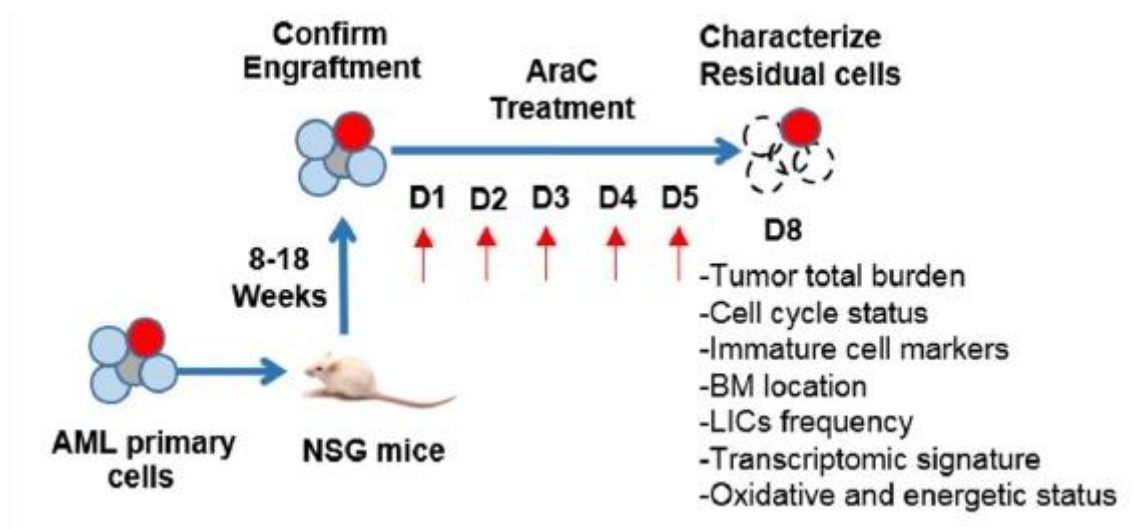 Confirm
Engraftment
AraC
Treatment
Characterize
Residual cells
D1
D2
D3
D4
D5
D8
8-18
Weeks
AML primary
cells
NSG mice
-Tumor total burden
-Cell cycle status
-Immature cell markers
-BM location
-LICs frequency
-Transcriptomic signature
-Oxidative and energetic status